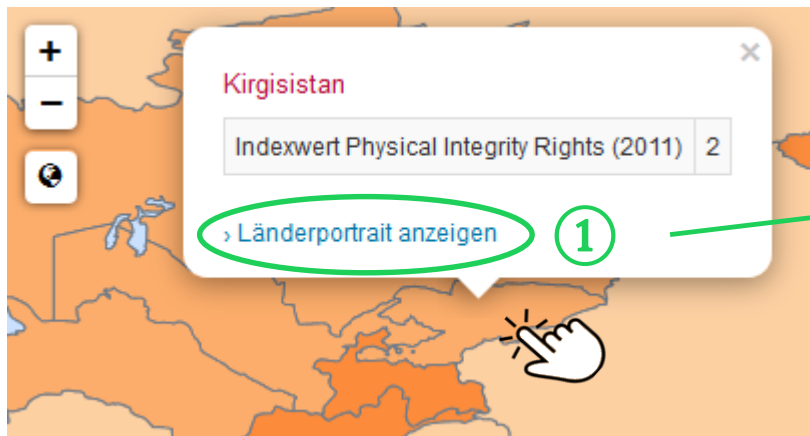 +
−
×
Kirgisistan
Indexwert Physical Integrity Rights (2011) 2
› Länderportrait anzeigen
1